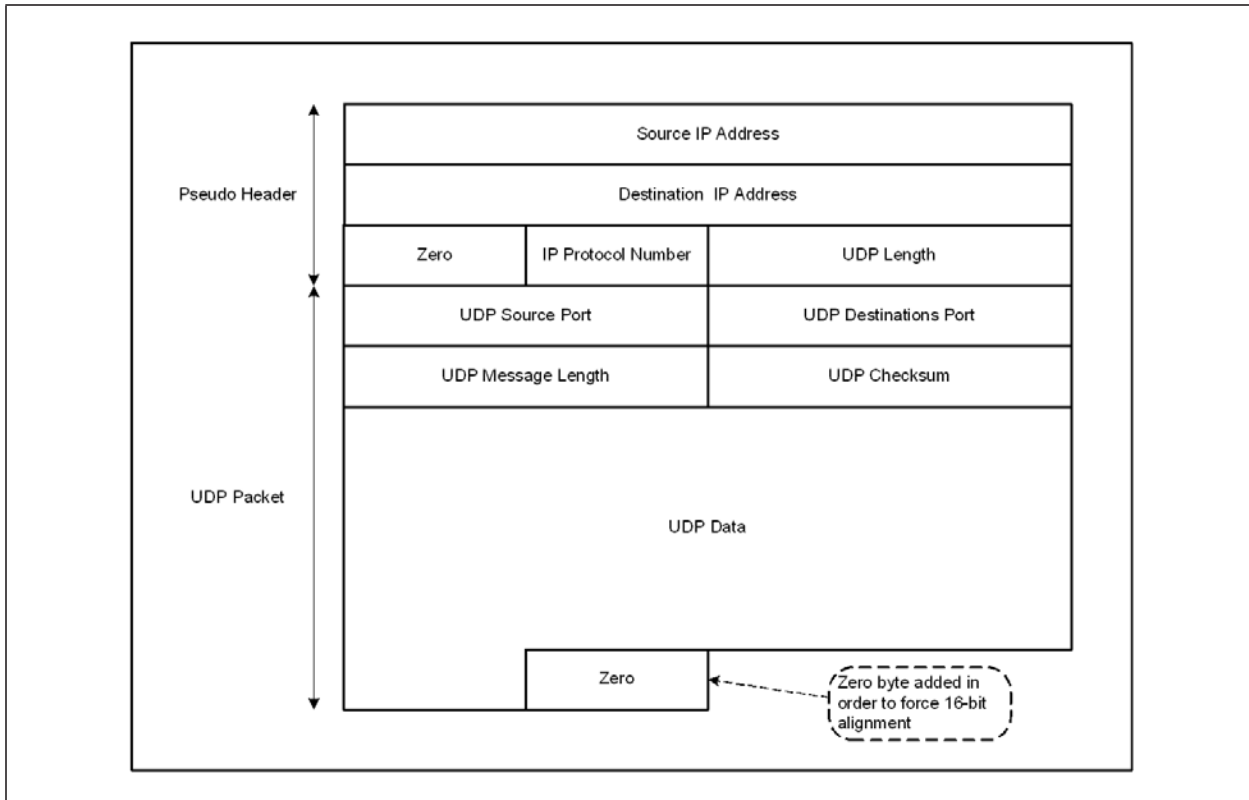 Source IP Address
Pseudo Header
Destination IP Address
Zero
IP Protocol Number
UDP Length
UDP Source Port
UDP Destinations Port
UDP Message Length
UDP Checksum
UDP Packet
UDP Data
Zero
Zero byte added in
order to force 16-bit
alignment